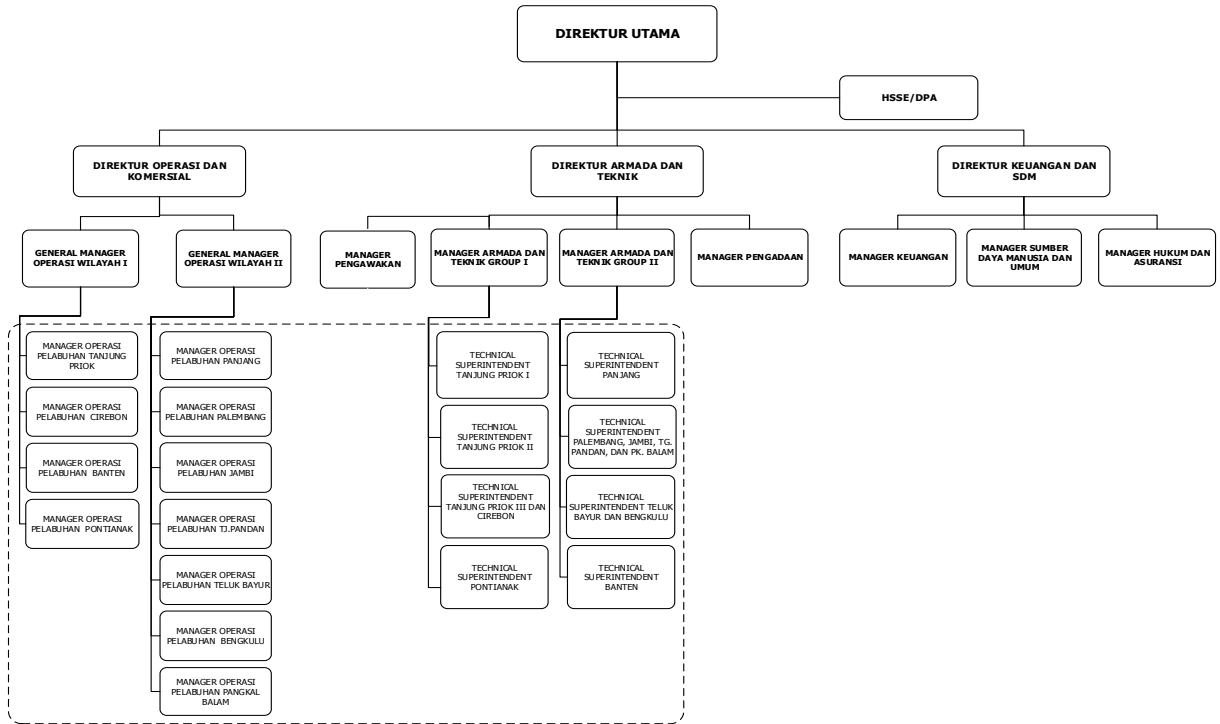 DIREKTUR UTAMA
HSSE/DPA
DIREKTUR OPERASI DAN
KOMERSIAL
DIREKTUR ARMADA DAN
TEKNIK
DIREKTUR KEUANGAN DAN
SDM
GENERAL MANAGER
OPERASI WILAYAH I
GENERAL MANAGER
OPERASI WILAYAH II
MANAGER
PENGAWAKAN
MANAGER ARMADA DAN
TEKNIK GROUP I
MANAGER ARMADA DAN
TEKNIK GROUP II
MANAGER PENGADAAN
MANAGER KEUANGAN
MANAGER SUMBER
DAYA MANUSIA DAN
UMUM
MANAGER HUKUM DAN
ASURANSI
MANAGER OPERASI
PELABUHAN TANJUNG
PRIOK
MANAGER OPERASI
PELABUHAN CIREBON
MANAGER OPERASI
PELABUHAN BANTEN
MANAGER OPERASI
PELABUHAN PONTIANAK
MANAGER OPERASI
PELABUHAN PANJANG
MANAGER OPERASI
PELABUHAN PALEMBANG
MANAGER OPERASI
PELABUHAN JAMBI
MANAGER OPERASI
PELABUHAN TJ.PANDAN
MANAGER OPERASI
PELABUHAN TELUK BAYUR
MANAGER OPERASI
PELABUHAN BENGKULU
MANAGER OPERASI
PELABUHAN PANGKAL
BALAM
TECHNICAL
SUPERINTENDENT
TANJUNG PRIOK I
TECHNICAL
SUPERINTENDENT
TANJUNG PRIOK II
TECHNICAL
SUPERINTENDENT
TANJUNG PRIOK III DAN
CIREBON
TECHNICAL
SUPERINTENDENT
PONTIANAK
TECHNICAL
SUPERINTENDENT
PANJANG
TECHNICAL
SUPERINTENDENT
PALEMBANG, JAMBI, TG.
PANDAN, DAN PK. BALAM
TECHNICAL
SUPERINTENDENT TELUK
BAYUR DAN BENGKULU
TECHNICAL
SUPERINTENDENT
BANTEN